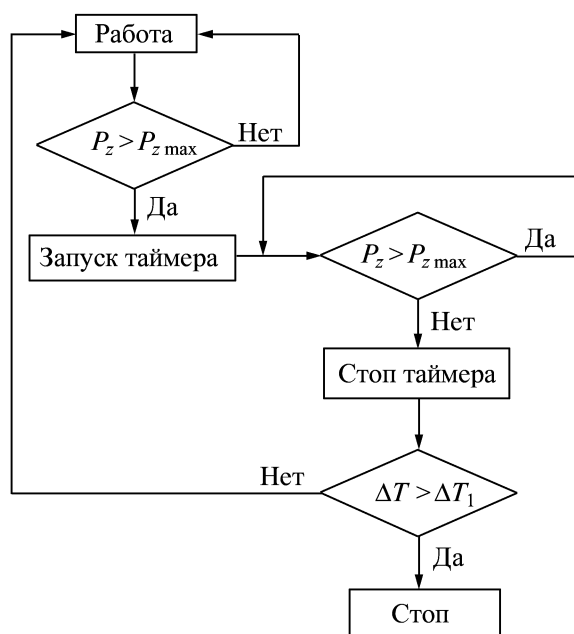 Работа
P_z > P_z max
Нет
Да
Запуск таймера
P_z > P_z max
Да
Нет
Стоп таймера
Нет
ΔT > ΔT₁
Да
Стоп